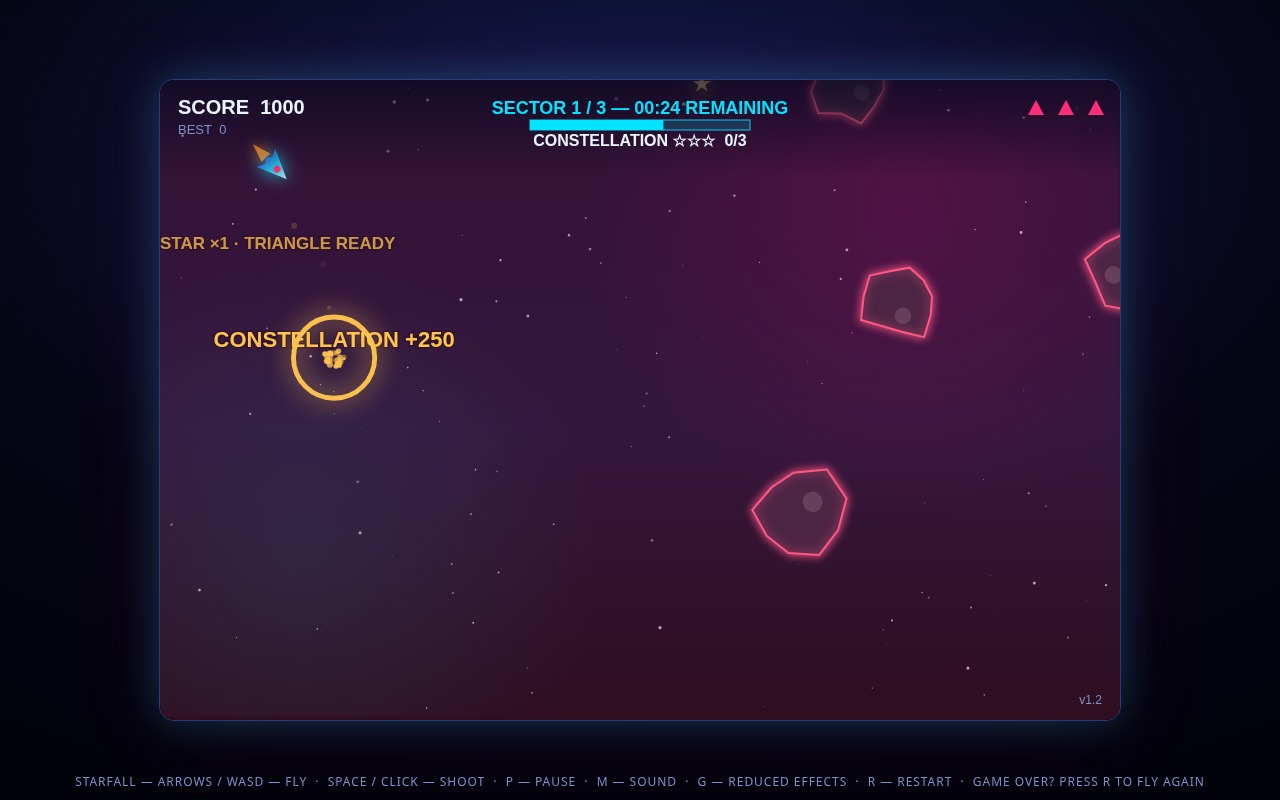 SCORE 1000
SECTOR 1 / 3 — 00:24 REMAINING
BEST 0
CONSTELLATION ☆☆☆ 0/3
STAR ×1 · TRIANGLE READY
CONSTELLATION +250
v1.2
STARFALL — ARROWS / WASD — FLY · SPACE / CLICK — SHOOT · P — PAUSE · M — SOUND · G — REDUCED EFFECTS · R — RESTART · GAME OVER? PRESS R TO FLY AGAIN